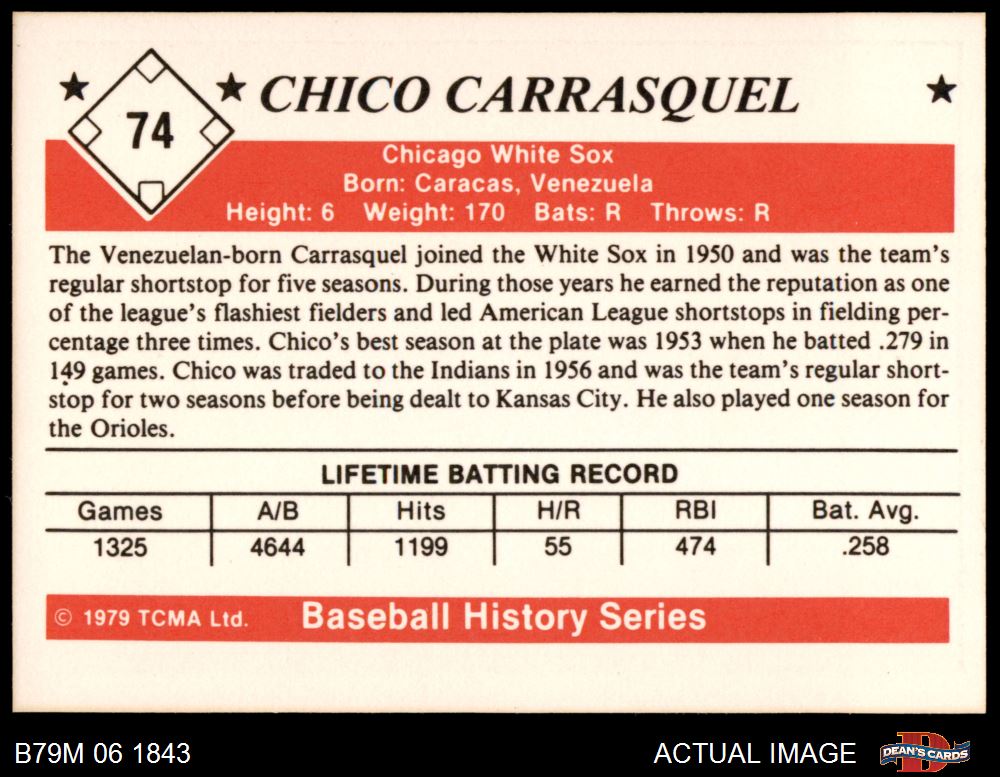 74
CHICO CARRASQUEL
Chicago White Sox
Born: Caracas, Venezuela
Height: 6 Weight: 170 Bats: R Throws: R
The Venezuelan-born Carrasquel joined the White Sox in 1950 and was the team's
regular shortstop for five seasons. During those years he earned the reputation as one
of the league's flashiest fielders and led American League shortstops in fielding per-
centage three times. Chico's best season at the plate was 1953 when he batted .279 in
149 games. Chico was traded to the Indians in 1956 and was the team's regular short-
stop for two seasons before being dealt to Kansas City. He also played one season for
the Orioles.
LIFETIME BATTING RECORD
Games A/B Hits H/R RBI Bat. Avg.
1325 4644 1199 55 474 .258
© 1979 TCMA Ltd. Baseball History Series
B79M 06 1843 ACTUAL IMAGE DEAN'S CARDS